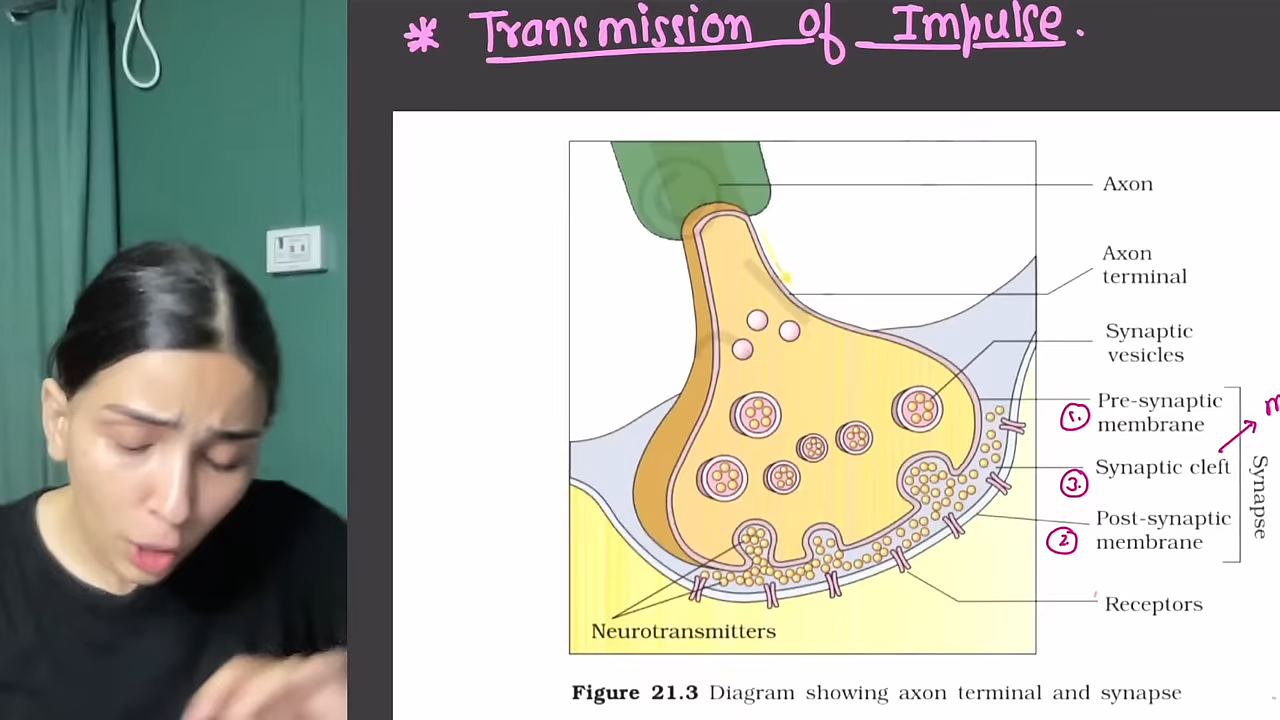 * Transmission of Impulse.
Axon
Axon
terminal
Synaptic
vesicles
1. Pre-synaptic
membrane
3. Synaptic cleft
2 Post-synaptic
membrane
Synapse
Receptors
Neurotransmitters
Figure 21.3 Diagram showing axon terminal and synapse